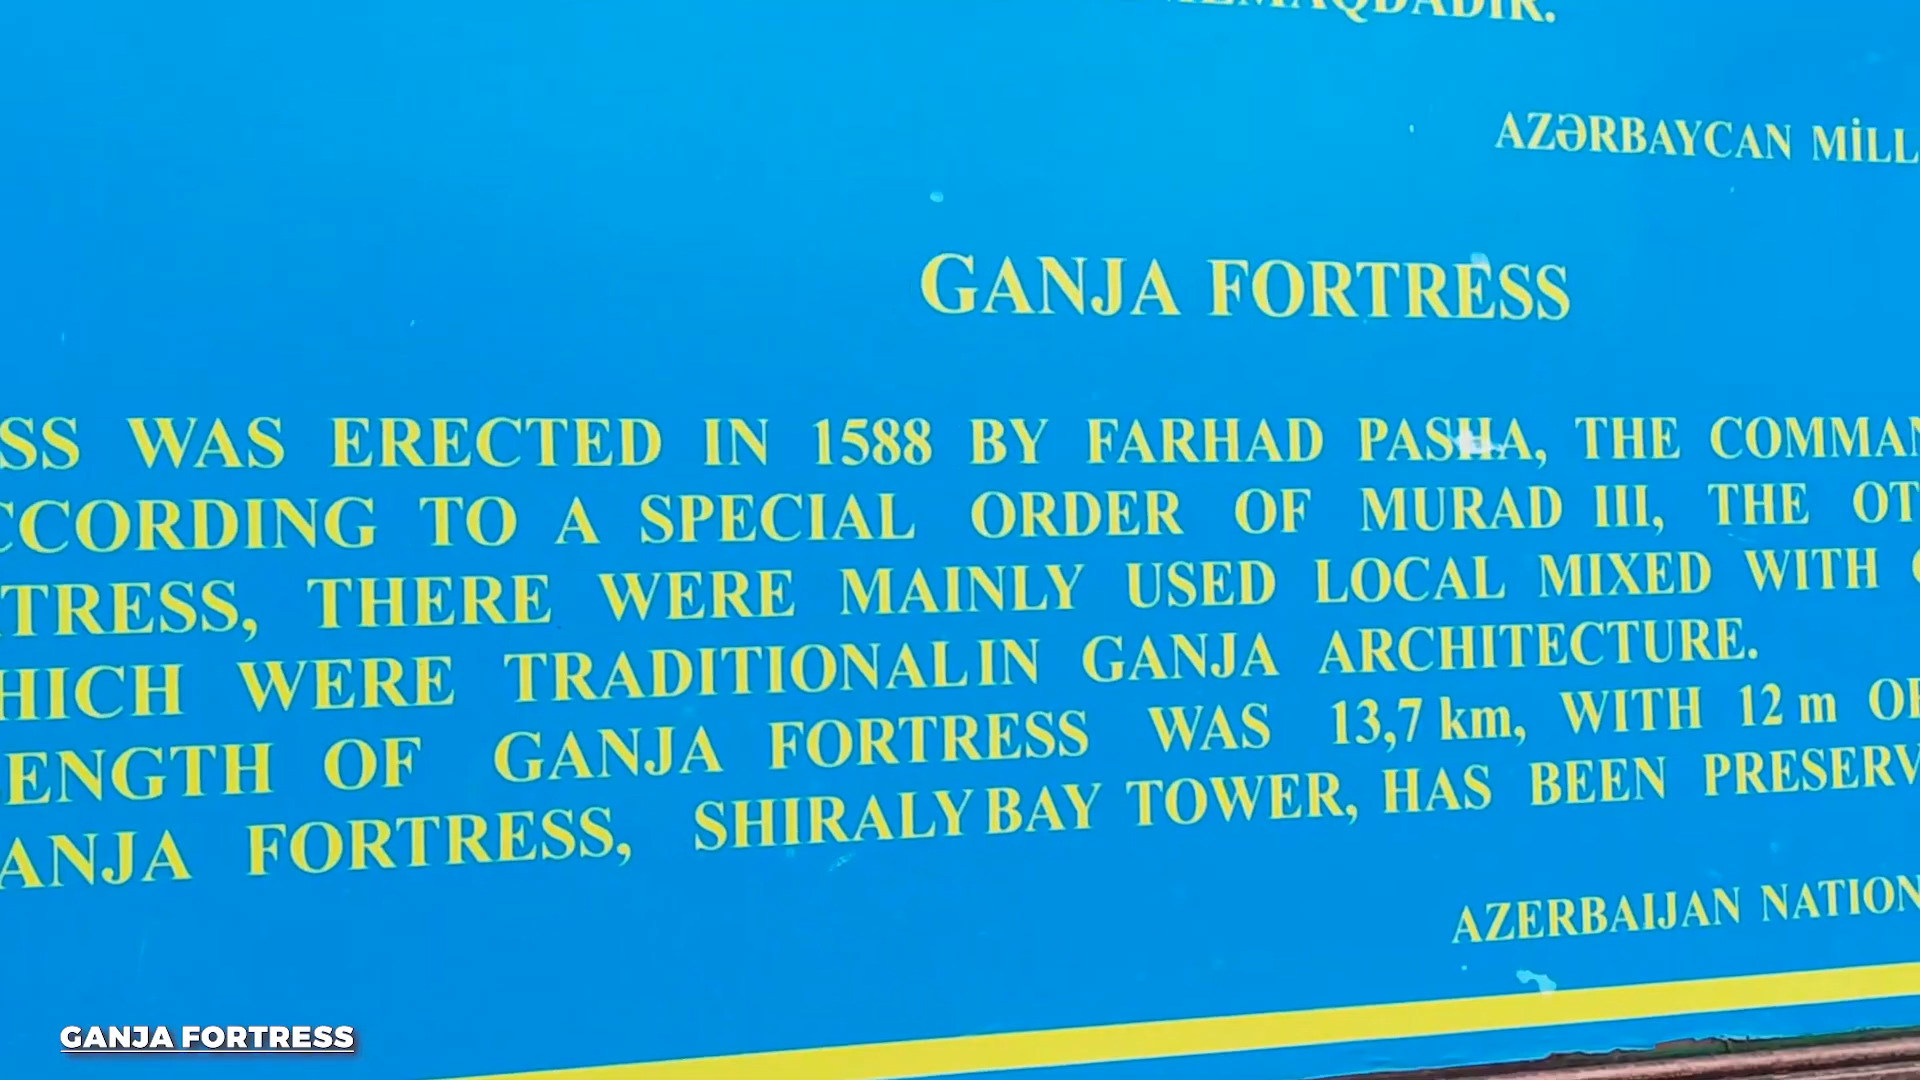 AZƏRBAYCAN MİLL
GANJA FORTRESS
SS WAS ERECTED IN 1588 BY FARHAD PASHA, THE COMMAN
CCORDING TO A SPECIAL ORDER OF MURAD III, THE OT
TRESS, THERE WERE MAINLY USED LOCAL MIXED WITH
HICH WERE TRADITIONAL IN GANJA ARCHITECTURE.
ENGTH OF GANJA FORTRESS WAS 13,7 km, WITH 12 m OF
ANJA FORTRESS, SHIRALY BAY TOWER, HAS BEEN PRESERV
AZERBAIJAN NATION
GANJA FORTRESS